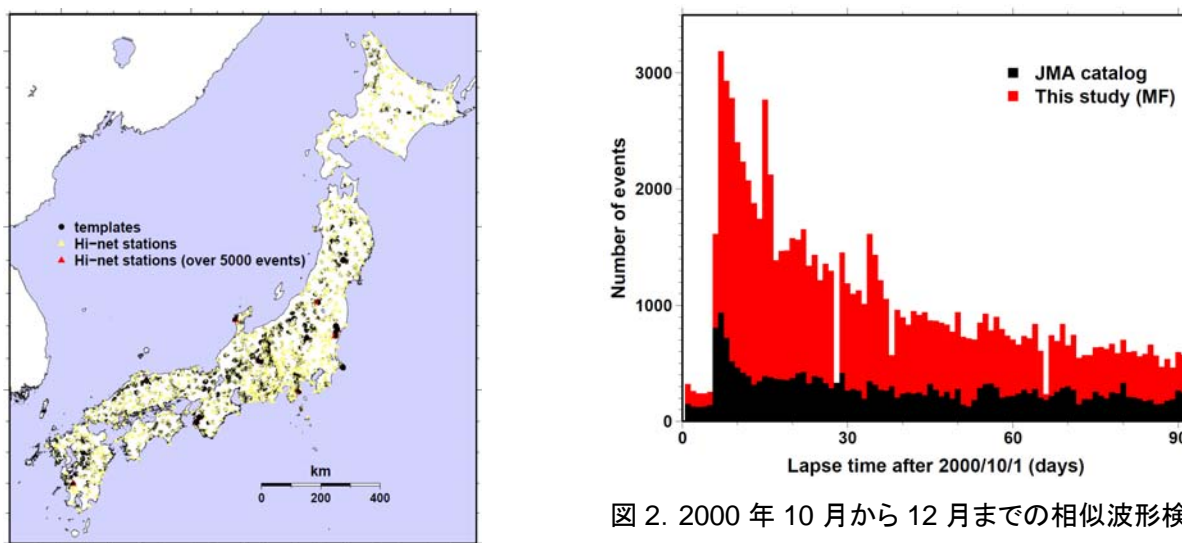 templates
Hi-net stations
Hi-net stations (over 5000 events)
km
0 200 400
JMA catalog
This study (MF)
Number of events
3000
2000
1000
0
0 30 60 90
Lapse time after 2000/10/1 (days)
図 2. 2000 年 10 月から 12 月までの相似波形検